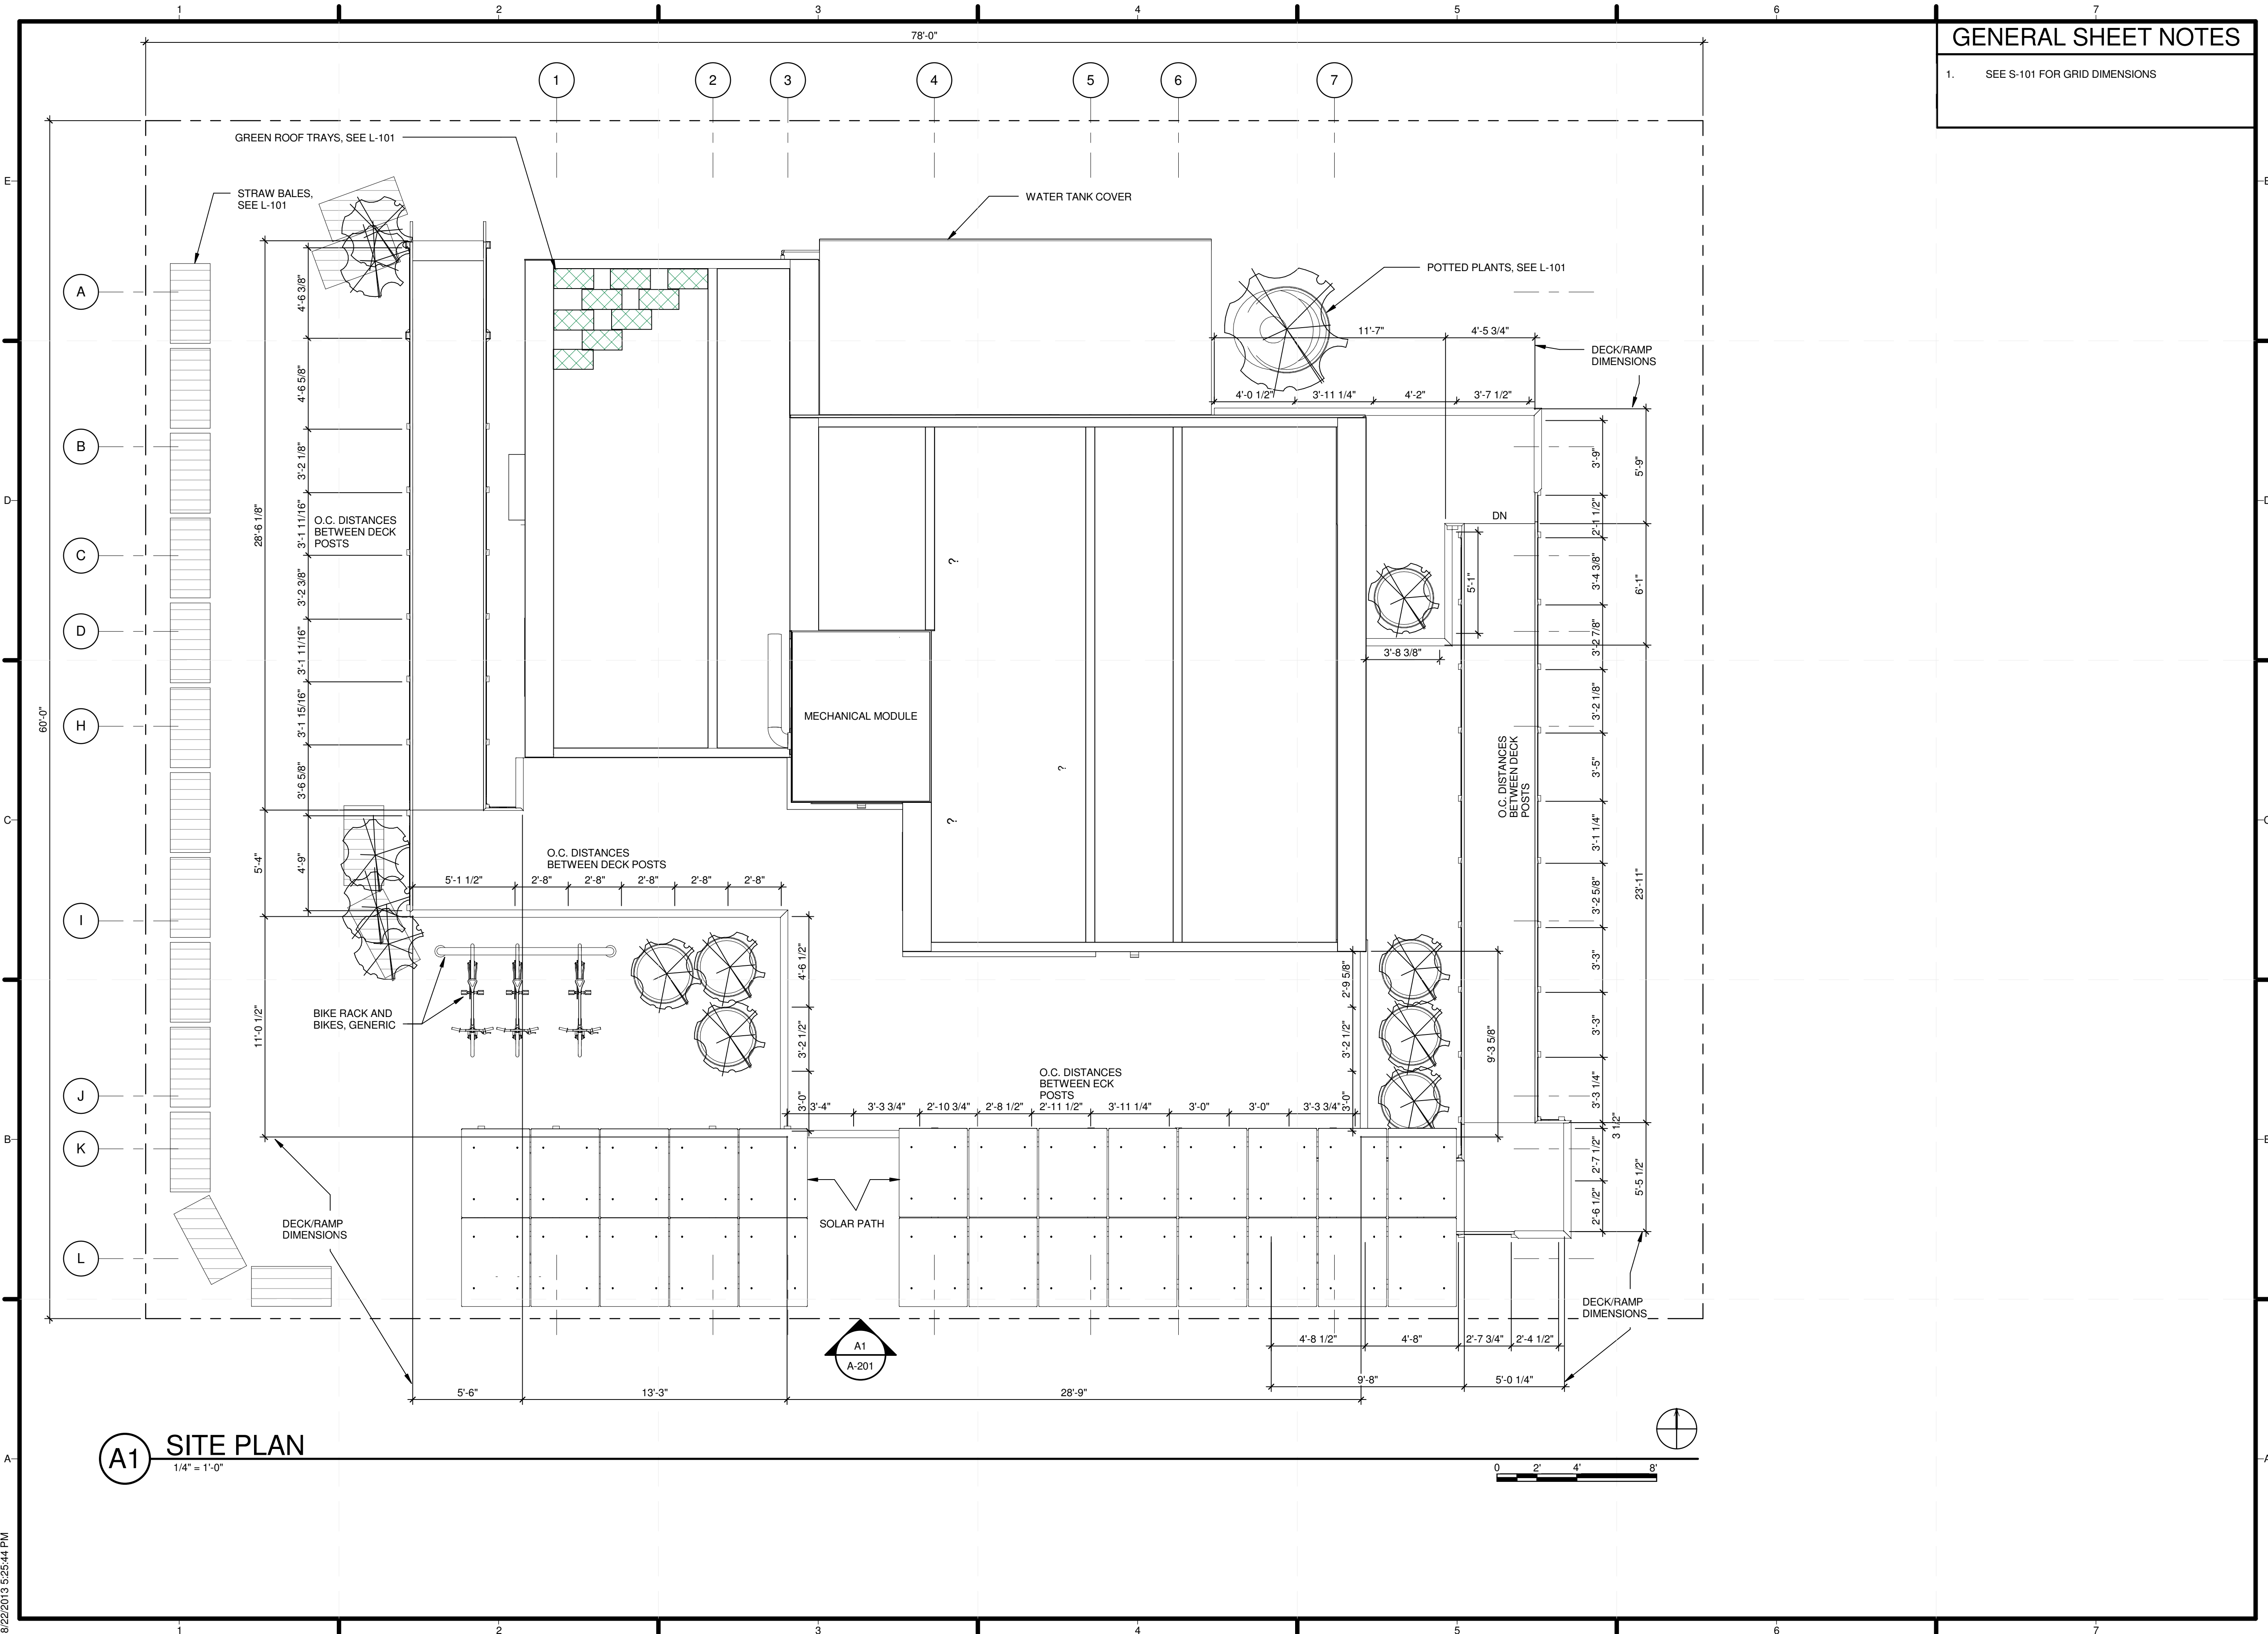 1 2 3 4 5 6 7
78'-0"
GENERAL SHEET NOTES
1. SEE S-101 FOR GRID DIMENSIONS
1 2 3 4 5 6 7
GREEN ROOF TRAYS, SEE L-101
STRAW BALES,
SEE L-101
WATER TANK COVER
POTTED PLANTS, SEE L-101
DECK/RAMP
DIMENSIONS
E
E
D
D
C
C
B
B
A
A
A
B
C
D
H
I
J
K
L
60'-0"
28'-6 1/8"
5'-4"
11'-0 1/2"
4'-6 3/8"
4'-6 5/8"
3'-2 1/8"
3'-1 11/16"
3'-2 3/8"
3'-1 11/16"
3'-1 15/16"
3'-6 5/8"
4'-9"
O.C. DISTANCES
BETWEEN DECK
POSTS
11'-7" 4'-5 3/4"
4'-0 1/2" 3'-11 1/4" 4'-2" 3'-7 1/2"
?
?
?
DN
5'-1"
3'-8 3/8"
MECHANICAL MODULE
3'-9"
2'-1 1/2"
3'-4 3/8"
3'-2 7/8"
3'-2 1/8"
3'-5"
3'-11 1/4"
3'-2 5/8"
3'-3"
3'-3"
3'-3 1/4"
3 1/2"
2'-7 1/2"
2'-6 1/2"
5'-9"
6'-1"
23'-11"
5'-5 1/2"
O.C. DISTANCES
BETWEEN DECK
POSTS
O.C. DISTANCES
BETWEEN DECK POSTS
5'-1 1/2" 2'-8" 2'-8" 2'-8" 2'-8" 2'-8"
4'-6 1/2"
3'-2 1/2"
3'-0"
2'-9 5/8"
3'-2 1/2"
3'-0"
9'-3 5/8"
BIKE RACK AND
BIKES, GENERIC
O.C. DISTANCES
BETWEEN ECK
POSTS
3'-4" 3'-3 3/4" 2'-10 3/4" 2'-8 1/2" 2'-11 1/2" 3'-11 1/4" 3'-0" 3'-0" 3'-3 3/4"
DECK/RAMP
DIMENSIONS
SOLAR PATH
DECK/RAMP
DIMENSIONS
A1
A-201
4'-8 1/2" 4'-8" 2'-7 3/4" 2'-4 1/2"
9'-8" 5'-0 1/4"
5'-6" 13'-3" 28'-9"
A1 SITE PLAN
1/4" = 1'-0"
0 2' 4' 8'
8/22/2013 5:25:44 PM
1 2 3 4 5 6 7